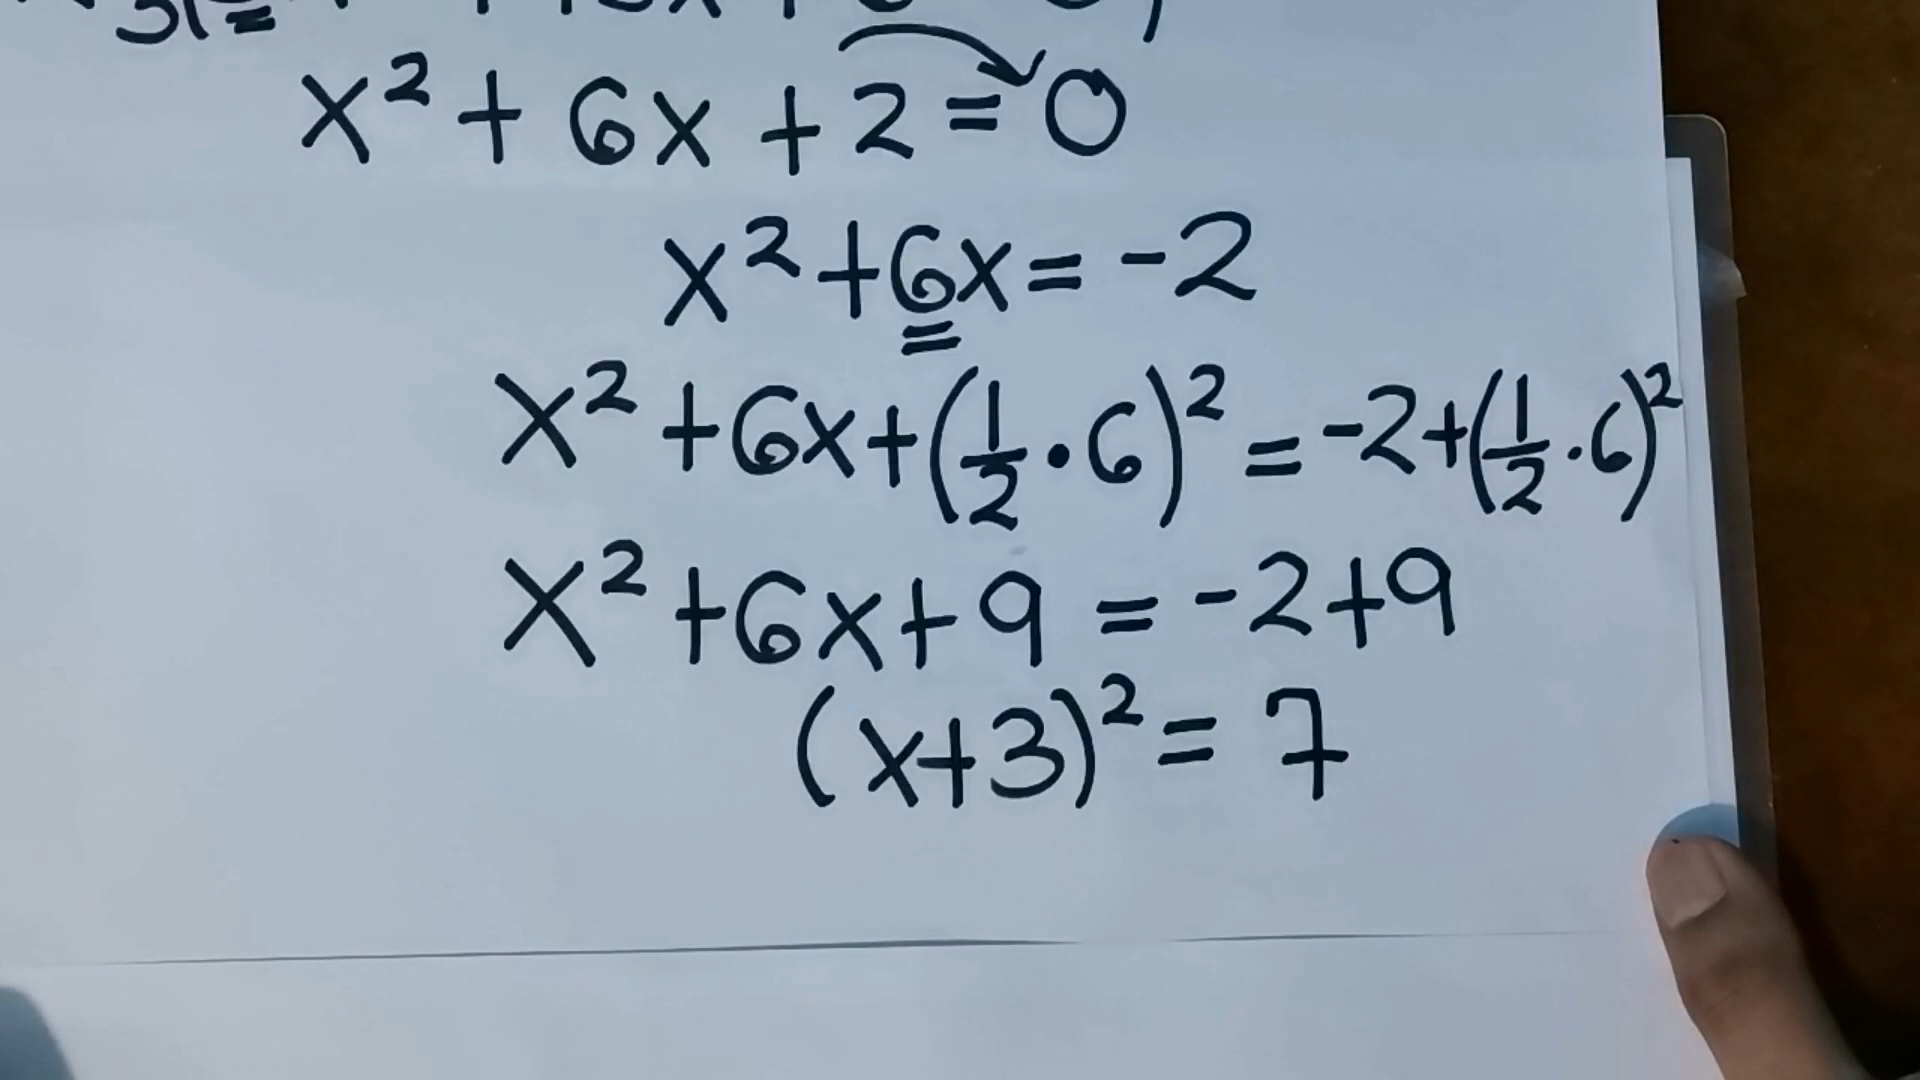 x² + 6x + 2 = 0
x² + 6x = -2
x² + 6x + (1/2 · 6)² = -2 + (1/2 · 6)²
x² + 6x + 9 = -2 + 9
(x+3)² = 7